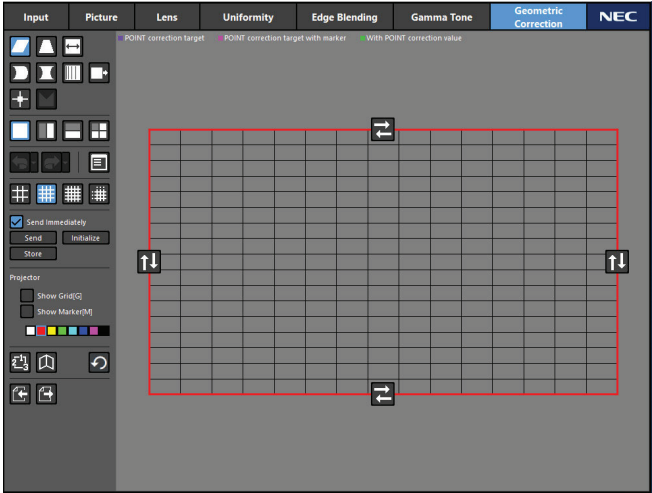 Input Picture Lens Uniformity Edge Blending Gamma Tone Geometric Correction NEC
POINT correction target POINT correction target with marker With POINT correction value
Send Immediately
Send Initialize
Store
Projector
Show Grid[G]
Show Marker[M]